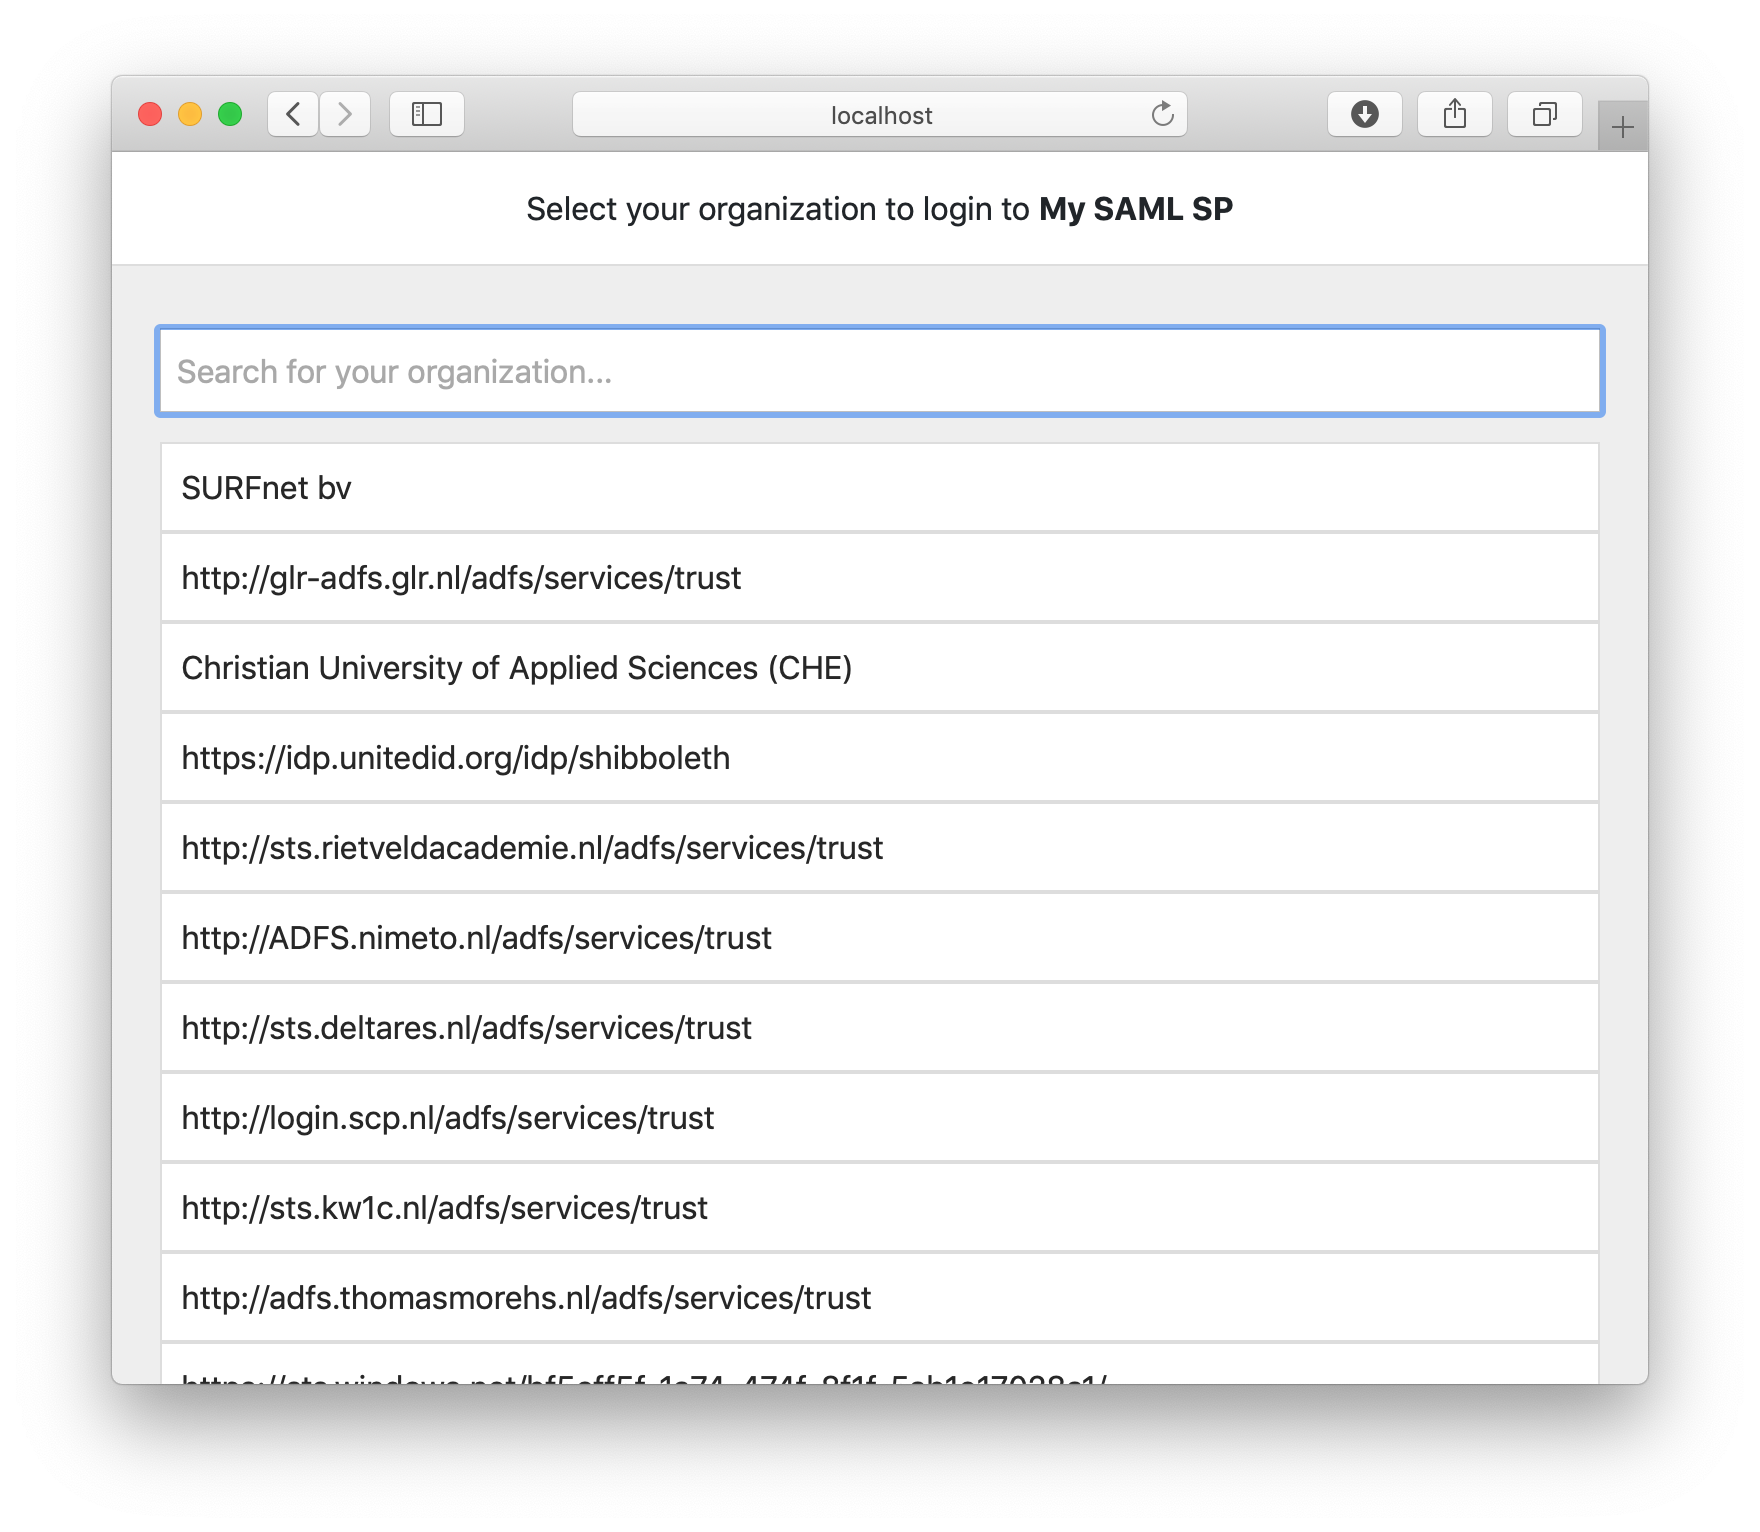 localhost
Select your organization to login to My SAML SP
Search for your organization...
SURFnet bv
http://glr-adfs.glr.nl/adfs/services/trust
Christian University of Applied Sciences (CHE)
https://idp.unitedid.org/idp/shibboleth
http://sts.rietveldacademie.nl/adfs/services/trust
http://ADFS.nimeto.nl/adfs/services/trust
http://sts.deltares.nl/adfs/services/trust
http://login.scp.nl/adfs/services/trust
http://sts.kw1c.nl/adfs/services/trust
http://adfs.thomasmorehs.nl/adfs/services/trust